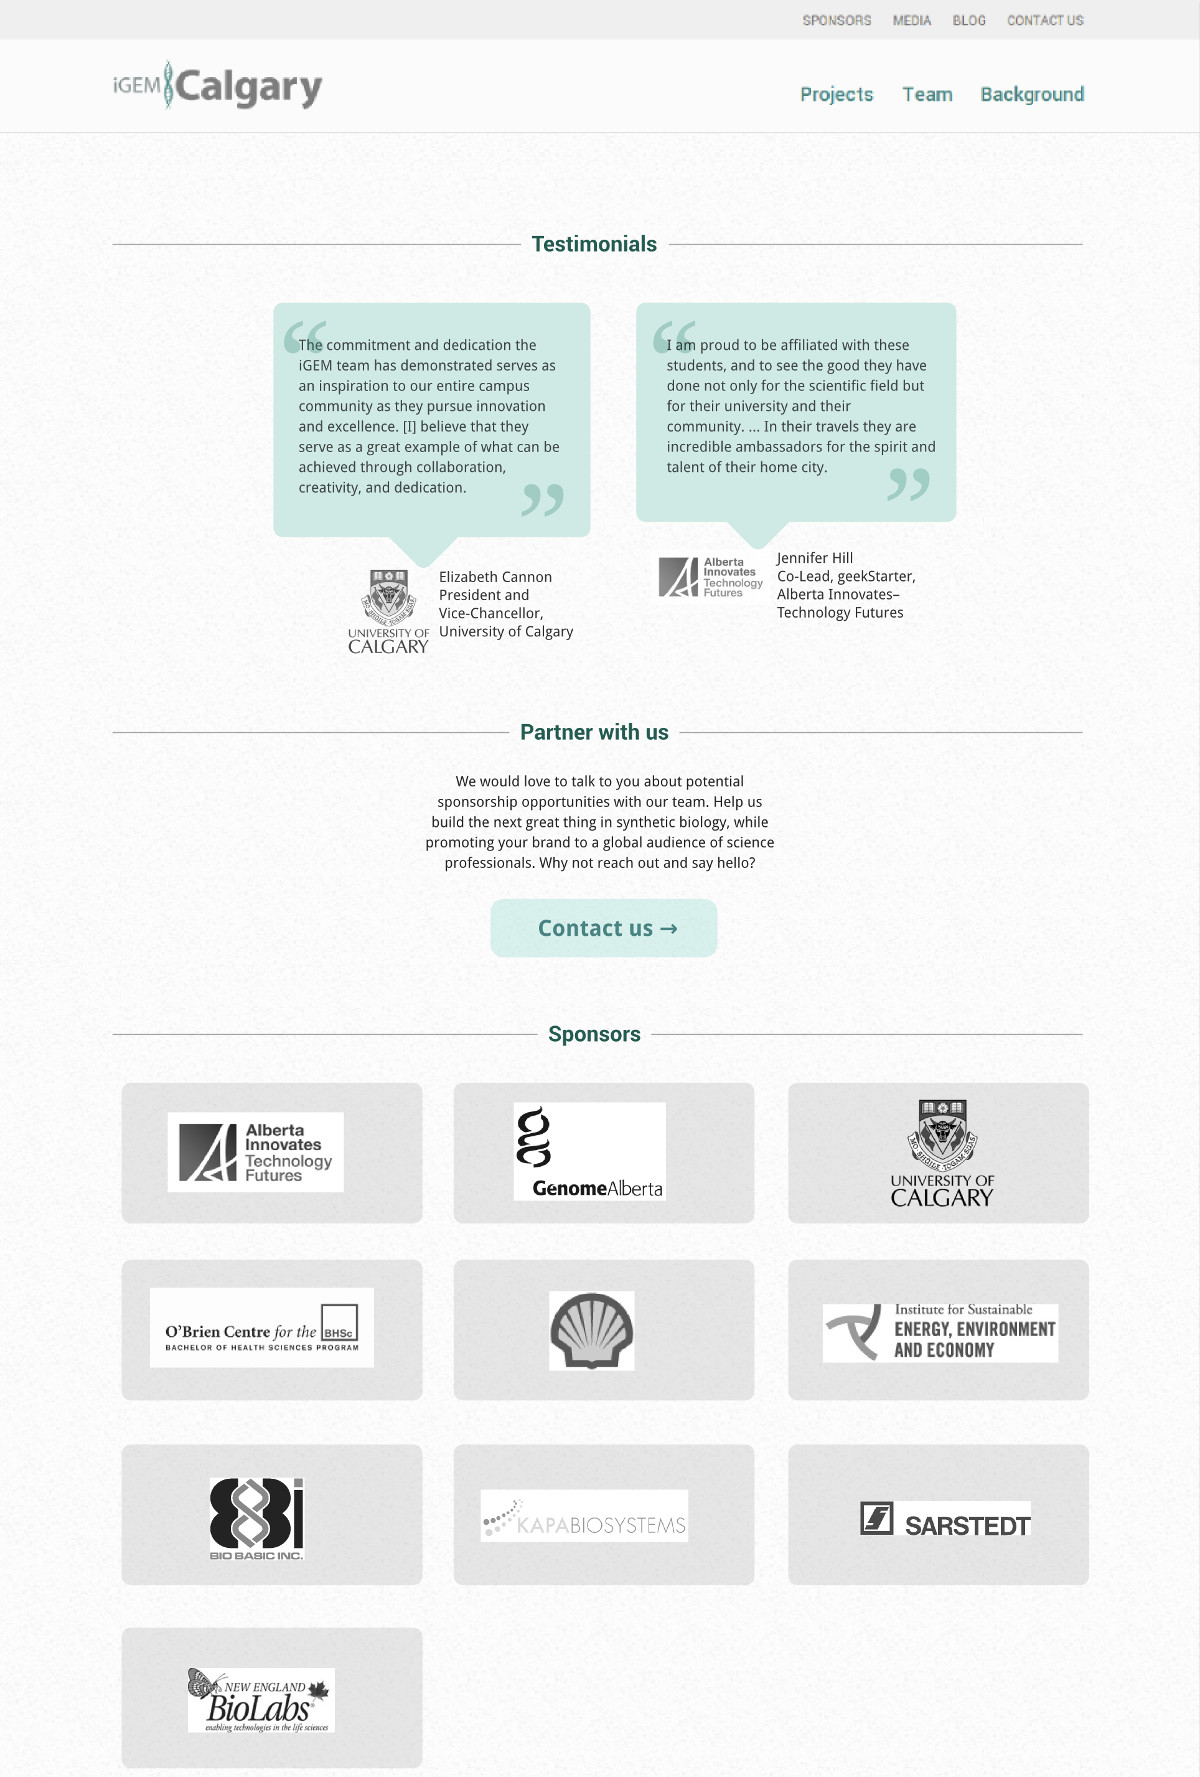 SPONSORS MEDIA BLOG CONTACT US
iGEM Calgary
Projects Team Background
Testimonials
“
The commitment and dedication the
iGEM team has demonstrated serves as
an inspiration to our entire campus
community as they pursue innovation
and excellence. [I] believe that they
serve as a great example of what can be
achieved through collaboration,
creativity, and dedication.
”
UNIVERSITY OF
CALGARY
Elizabeth Cannon
President and
Vice-Chancellor,
University of Calgary
“
I am proud to be affiliated with these
students, and to see the good they have
done not only for the scientific field but
for their university and their
community. ... In their travels they are
incredible ambassadors for the spirit and
talent of their home city.
”
Alberta
Innovates
Technology
Futures
Jennifer Hill
Co-Lead, geekStarter,
Alberta Innovates–
Technology Futures
Partner with us
We would love to talk to you about potential
sponsorship opportunities with our team. Help us
build the next great thing in synthetic biology, while
promoting your brand to a global audience of science
professionals. Why not reach out and say hello?
Contact us →
Sponsors
Alberta
Innovates
Technology
Futures
GenomeAlberta
MO SHÙILE TOGAM SUAS
UNIVERSITY OF
CALGARY
O'Brien Centre for the BHSc
BACHELOR OF HEALTH SCIENCES PROGRAM
Institute for Sustainable
ENERGY, ENVIRONMENT
AND ECONOMY
BBi
BIO BASIC INC.
KAPABIOSYSTEMS
SARSTEDT
NEW ENGLAND
BioLabs®
enabling technologies in the life sciences